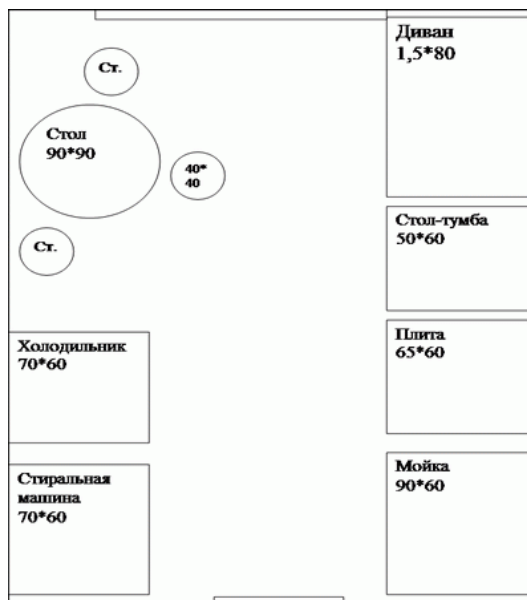 Диван
1,5*80
Ст.
Стол
90*90
40*
40
Ст.
Стол-тумба
50*60
Плита
65*60
Холодильник
70*60
Мойка
90*60
Стиральная
машина
70*60